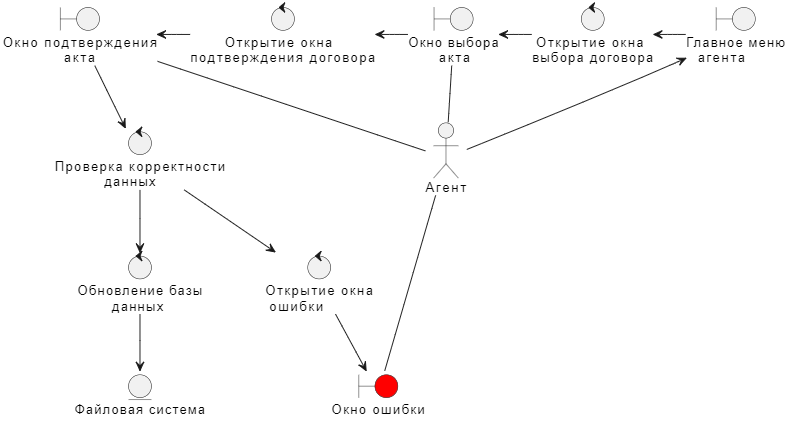 Окно подтверждения
акта
Открытие окна
подтверждения договора
Окно выбора
акта
Открытие окна
выбора договора
Главное меню
агента
Проверка корректности
данных
Агент
Обновление базы
данных
Открытие окна
ошибки
Файловая система
Окно ошибки